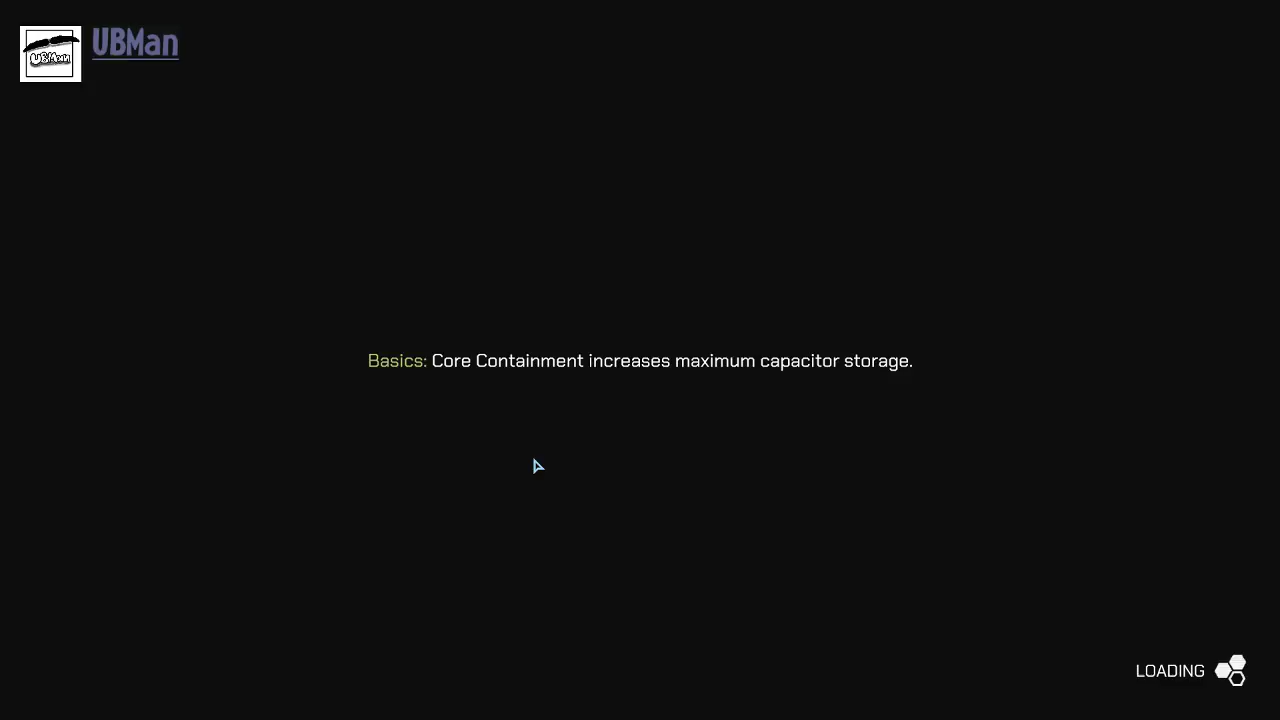 UBMan
UBMan
Basics: Core Containment increases maximum capacitor storage.
LOADING